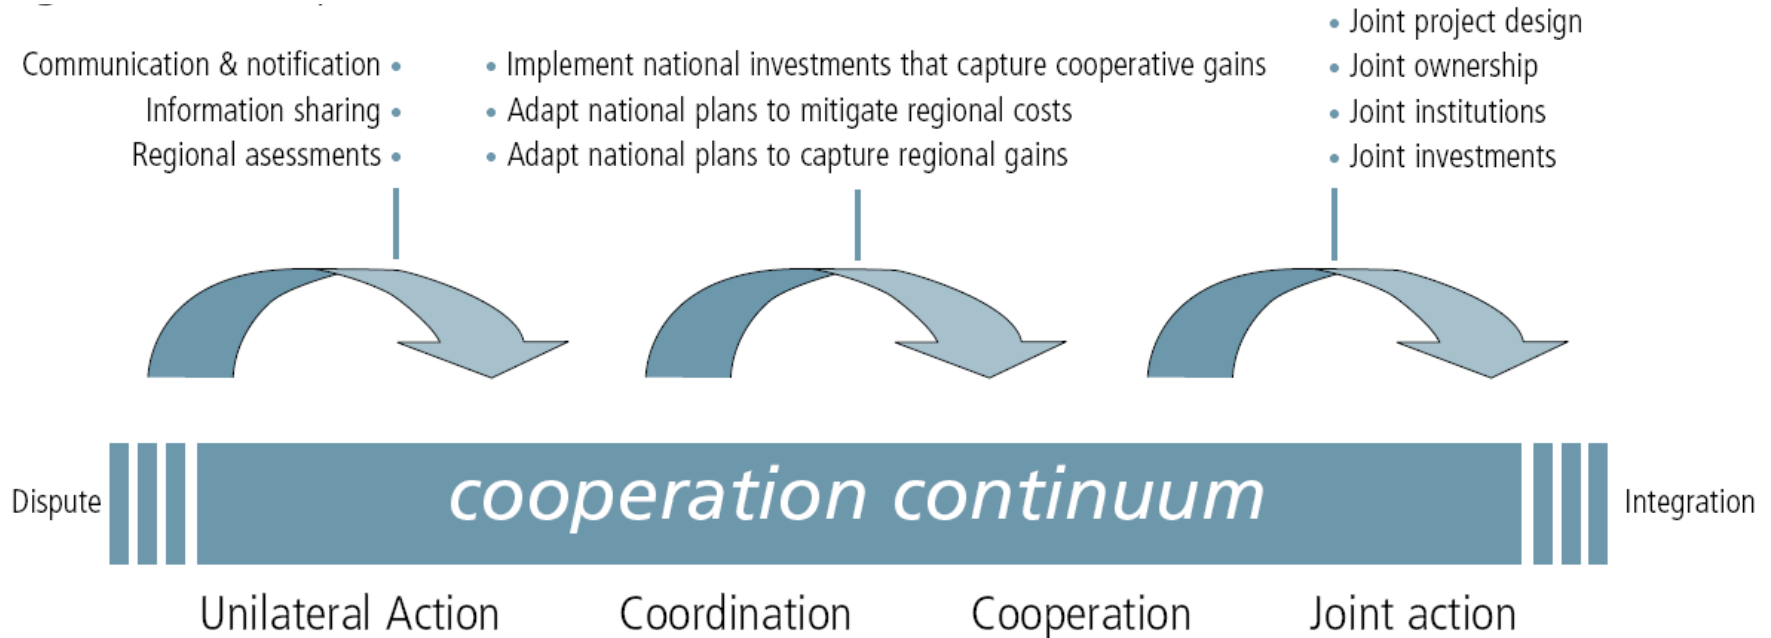 Communication & notification •
Information sharing •
Regional asessments •
• Implement national investments that capture cooperative gains
• Adapt national plans to mitigate regional costs
• Adapt national plans to capture regional gains
• Joint project design
• Joint ownership
• Joint institutions
• Joint investments
Dispute
cooperation continuum
Integration
Unilateral Action
Coordination
Cooperation
Joint action